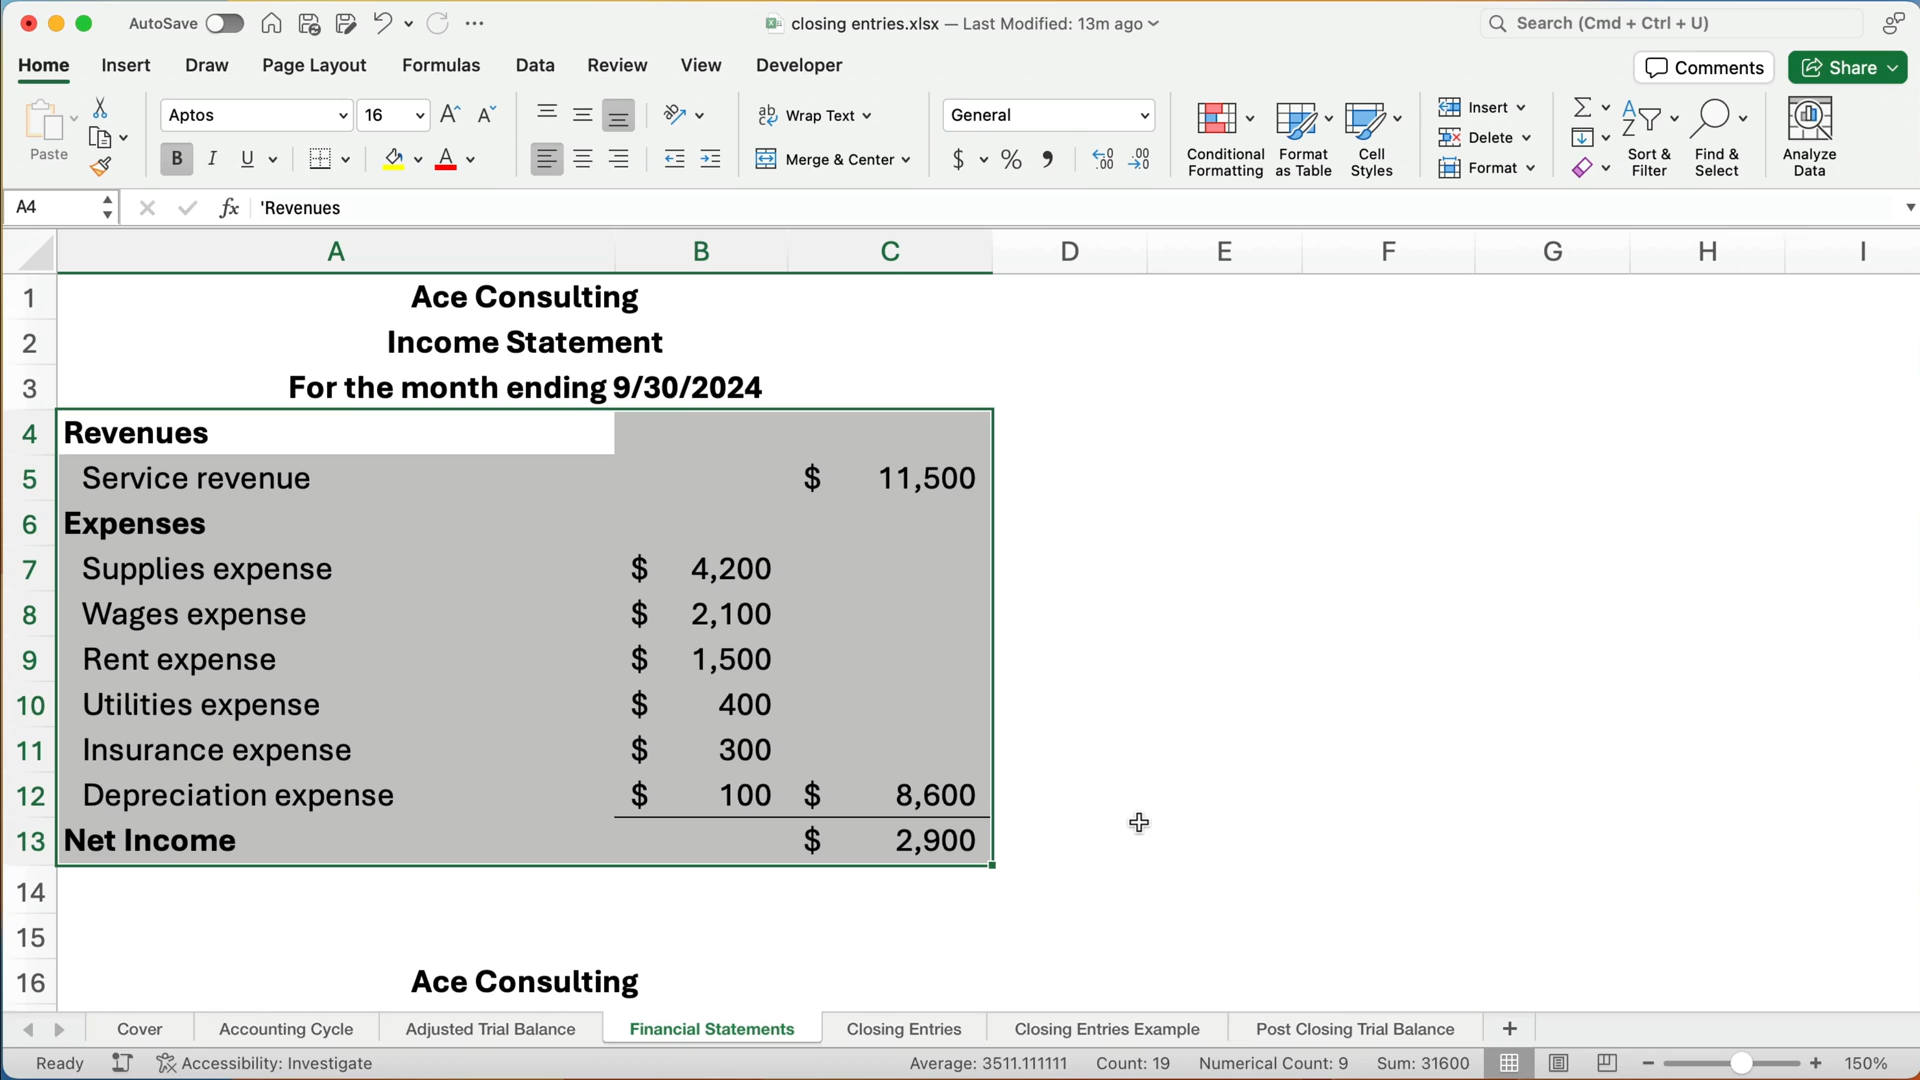 AutoSave
closing entries.xlsx — Last Modified: 13m ago
Search (Cmd + Ctrl + U)
Home Insert Draw Page Layout Formulas Data Review View Developer
Comments Share
Paste
Aptos 16
B I U A
Wrap Text
Merge & Center
General
$ % 9
Conditional Formatting
Format as Table
Cell Styles
Insert
Delete
Format
Sort & Filter
Find & Select
Analyze Data
A4 fx 'Revenues
A B C D E F G H I
1 Ace Consulting
2 Income Statement
3 For the month ending 9/30/2024
4 Revenues
5 Service revenue $ 11,500
6 Expenses
7 Supplies expense $ 4,200
8 Wages expense $ 2,100
9 Rent expense $ 1,500
10 Utilities expense $ 400
11 Insurance expense $ 300
12 Depreciation expense $ 100 $ 8,600
13 Net Income $ 2,900
14
15
16 Ace Consulting
Cover Accounting Cycle Adjusted Trial Balance Financial Statements Closing Entries Closing Entries Example Post Closing Trial Balance +
Ready Accessibility: Investigate Average: 3511.111111 Count: 19 Numerical Count: 9 Sum: 31600 150%